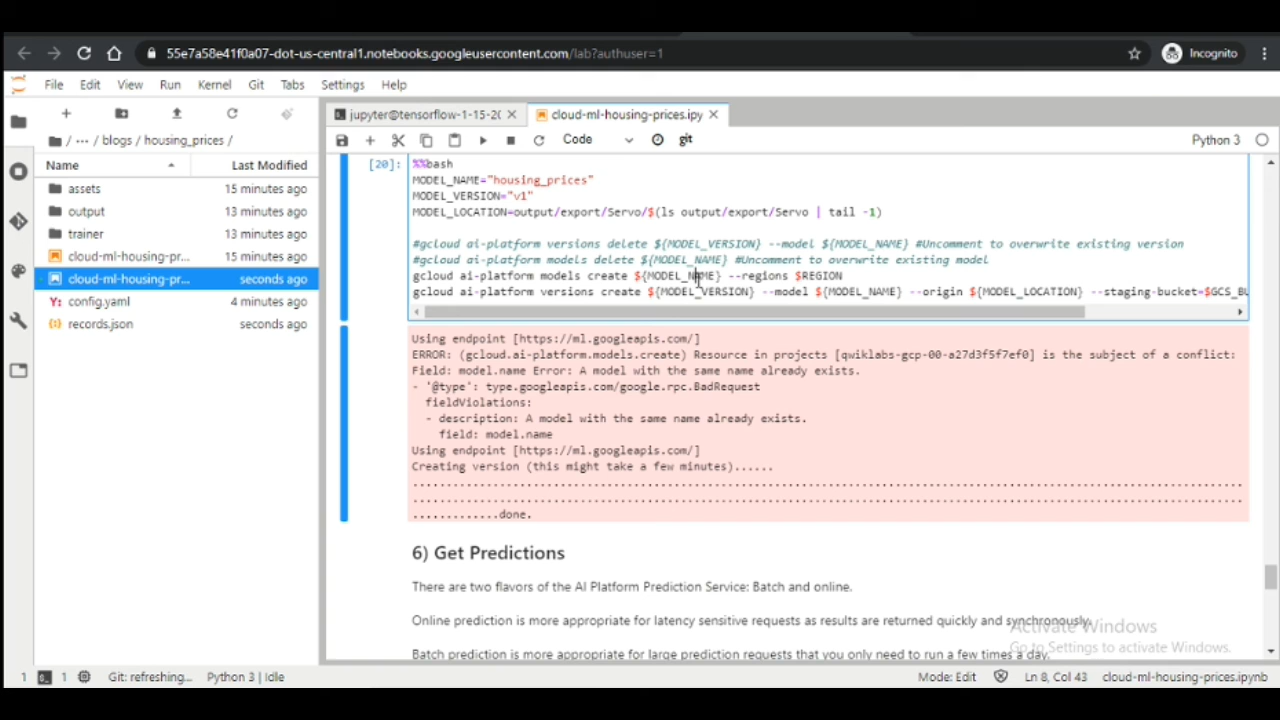 55e7a58e41f0a07-dot-us-central1.notebooks.googleusercontent.com/lab?authuser=1
Incognito
File Edit View Run Kernel Git Tabs Settings Help
jupyter@tensorflow-1-15-2(
cloud-ml-housing-prices.ipy
/ ··· / blogs / housing_prices /
Code
git
Python 3
Name
Last Modified
assets 15 minutes ago
output 13 minutes ago
trainer 13 minutes ago
cloud-ml-housing-pr... 15 minutes ago
cloud-ml-housing-pr... seconds ago
Y: config.yaml 4 minutes ago
records.json seconds ago
[20]:
%%bash
MODEL_NAME="housing_prices"
MODEL_VERSION="v1"
MODEL_LOCATION=output/export/Servo/$(ls output/export/Servo | tail -1)
#gcloud ai-platform versions delete ${MODEL_VERSION} --model ${MODEL_NAME} #Uncomment to overwrite existing version
#gcloud ai-platform models delete ${MODEL_NAME} #Uncomment to overwrite existing model
gcloud ai-platform models create ${MODEL_NAME} --regions $REGION
gcloud ai-platform versions create ${MODEL_VERSION} --model ${MODEL_NAME} --origin ${MODEL_LOCATION} --staging-bucket=$GCS_BU
Using endpoint [https://ml.googleapis.com/]
ERROR: (gcloud.ai-platform.models.create) Resource in projects [qwiklabs-gcp-00-a27d3f5f7ef0] is the subject of a conflict:
Field: model.name Error: A model with the same name already exists.
- '@type': type.googleapis.com/google.rpc.BadRequest
fieldViolations:
- description: A model with the same name already exists.
field: model.name
Using endpoint [https://ml.googleapis.com/]
Creating version (this might take a few minutes)......
............................................................................................................................
............................................................................................................................
.............done.
6) Get Predictions
There are two flavors of the AI Platform Prediction Service: Batch and online.
Online prediction is more appropriate for latency sensitive requests as results are returned quickly and synchronously.
Batch prediction is more appropriate for large prediction requests that you only need to run a few times a day.
Activate Windows
Go to Settings to activate Windows.
1
1
Git: refreshing...
Python 3 | Idle
Mode: Edit
Ln 8, Col 43
cloud-ml-housing-prices.ipynb